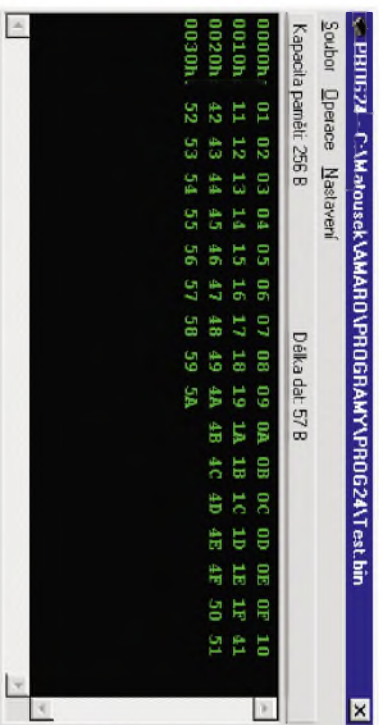 PROG24 - C:\Matousek\AMARO\PROGRAMY\PROG24\Test.bin
Soubor Operace Nastavení
Kapacita paměti: 256 B Délka dat: 57 B
0000h: 01 02 03 04 05 06 07 08 09 0A 0B 0C 0D 0E 0F 10
0010h: 11 12 13 14 15 16 17 18 19 1A 1B 1C 1D 1E 1F 41
0020h: 42 43 44 45 46 47 48 49 4A 4B 4C 4D 4E 4F 50 51
0030h: 52 53 54 55 56 57 58 59 5A